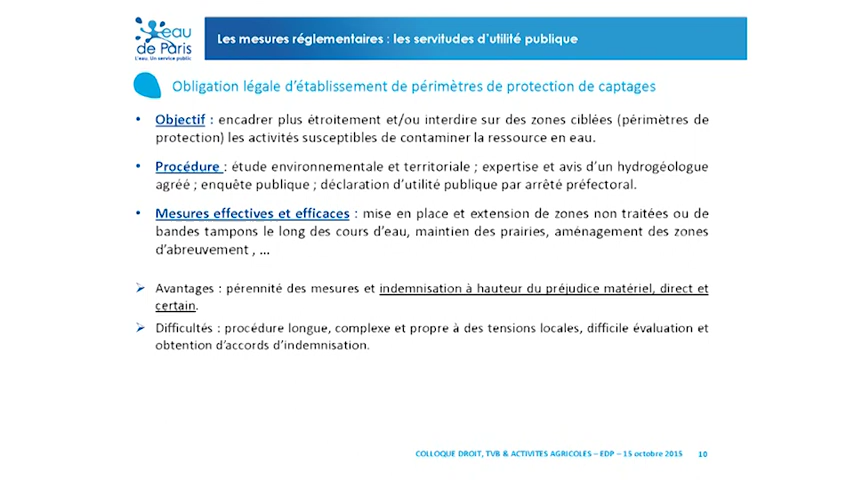 eau
de Paris
L'eau, Un service public
Les mesures réglementaires : les servitudes d'utilité publique
Obligation légale d'établissement de périmètres de protection de captages
• Objectif : encadrer plus étroitement et/ou interdire sur des zones ciblées (périmètres de
protection) les activités susceptibles de contaminer la ressource en eau.
• Procédure : étude environnementale et territoriale ; expertise et avis d'un hydrogéologue
agréé ; enquête publique ; déclaration d'utilité publique par arrêté préfectoral.
• Mesures effectives et efficaces : mise en place et extension de zones non traitées ou de
bandes tampons le long des cours d'eau, maintien des prairies, aménagement des zones
d'abreuvement , ...
➢ Avantages : pérennité des mesures et indemnisation à hauteur du préjudice matériel, direct et
certain.
➢ Difficultés : procédure longue, complexe et propre à des tensions locales, difficile évaluation et
obtention d'accords d'indemnisation.
COLLOQUE DROIT, TVB & ACTIVITES AGRICOLES – EDP – 15 octobre 2015 10